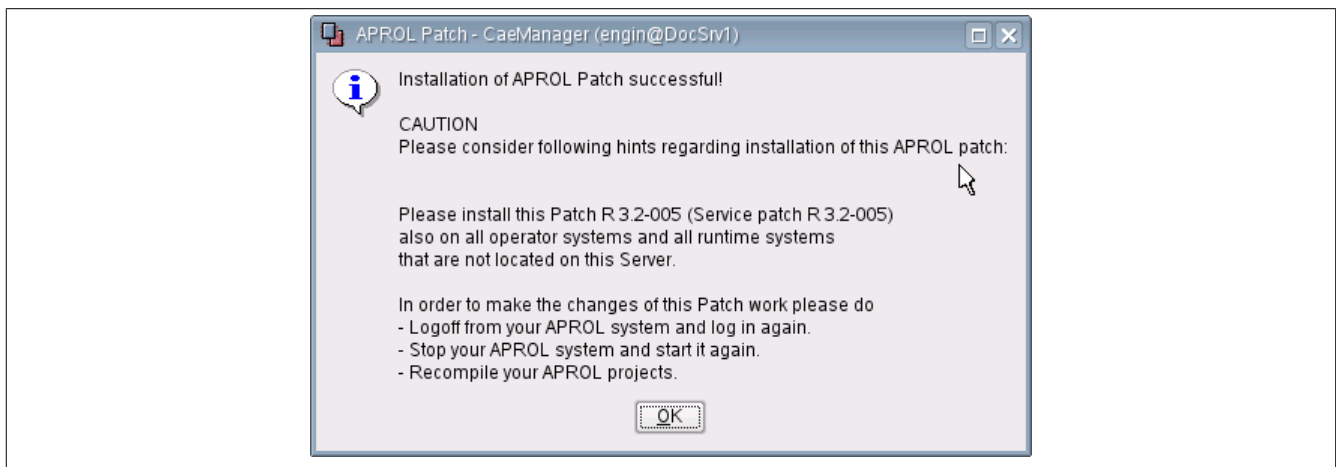 APROL Patch - CaeManager (engin@DocSrv1)
Installation of APROL Patch successful!
CAUTION
Please consider following hints regarding installation of this APROL patch:
Please install this Patch R 3.2-005 (Service patch R 3.2-005)
also on all operator systems and all runtime systems
that are not located on this Server.
In order to make the changes of this Patch work please do
- Logoff from your APROL system and log in again.
- Stop your APROL system and start it again.
- Recompile your APROL projects.
OK